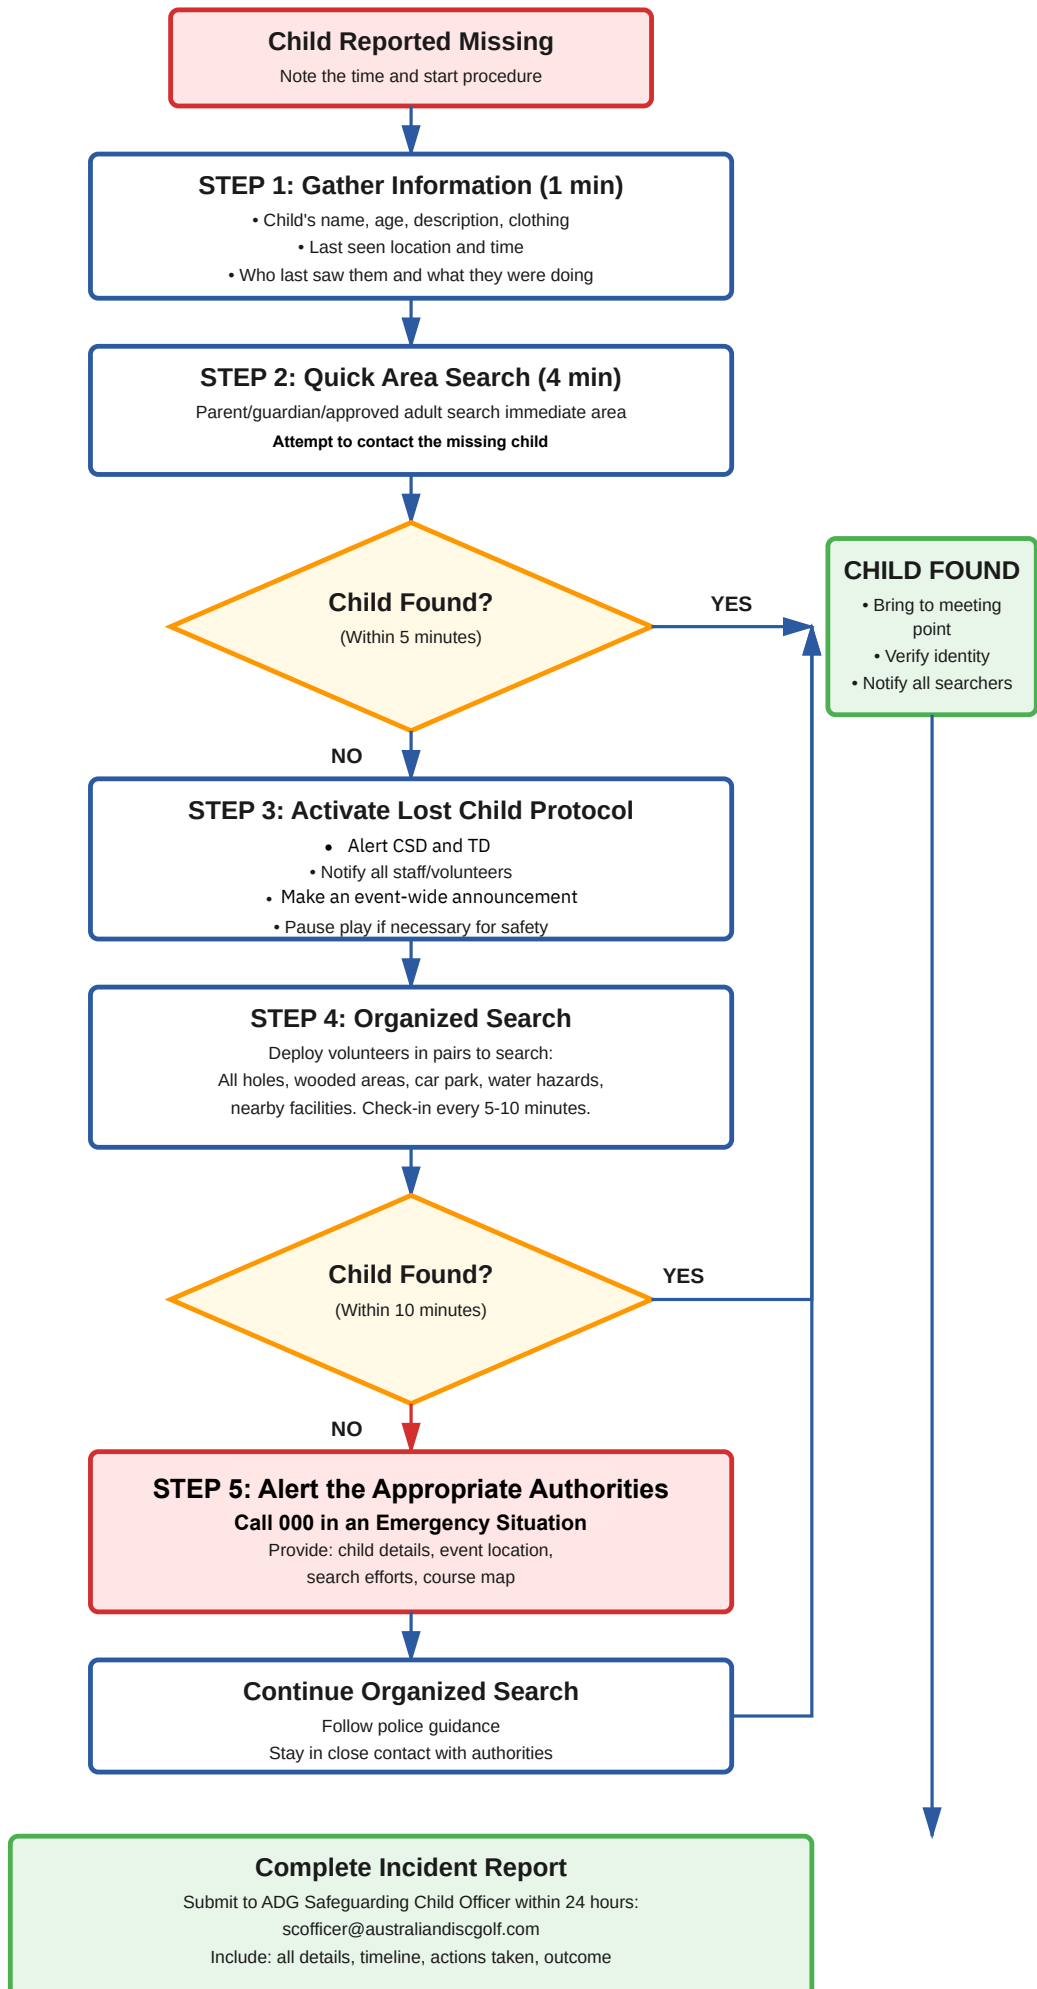 Child Reported Missing
Note the time and start procedure
STEP 1: Gather Information (1 min)
• Child's name, age, description, clothing
• Last seen location and time
• Who last saw them and what they were doing
STEP 2: Quick Area Search (4 min)
Parent/guardian/approved adult search immediate area
Attempt to contact the missing child
Child Found?
(Within 5 minutes)
YES
CHILD FOUND
• Bring to meeting
point
• Verify identity
• Notify all searchers
NO
STEP 3: Activate Lost Child Protocol
• Alert CSD and TD
• Notify all staff/volunteers
• Make an event-wide announcement
• Pause play if necessary for safety
STEP 4: Organized Search
Deploy volunteers in pairs to search:
All holes, wooded areas, car park, water hazards,
nearby facilities. Check-in every 5-10 minutes.
Child Found?
(Within 10 minutes)
YES
NO
STEP 5: Alert the Appropriate Authorities
Call 000 in an Emergency Situation
Provide: child details, event location,
search efforts, course map
Continue Organized Search
Follow police guidance
Stay in close contact with authorities
Complete Incident Report
Submit to ADG Safeguarding Child Officer within 24 hours:
scofficer@australiandiscgolf.com
Include: all details, timeline, actions taken, outcome